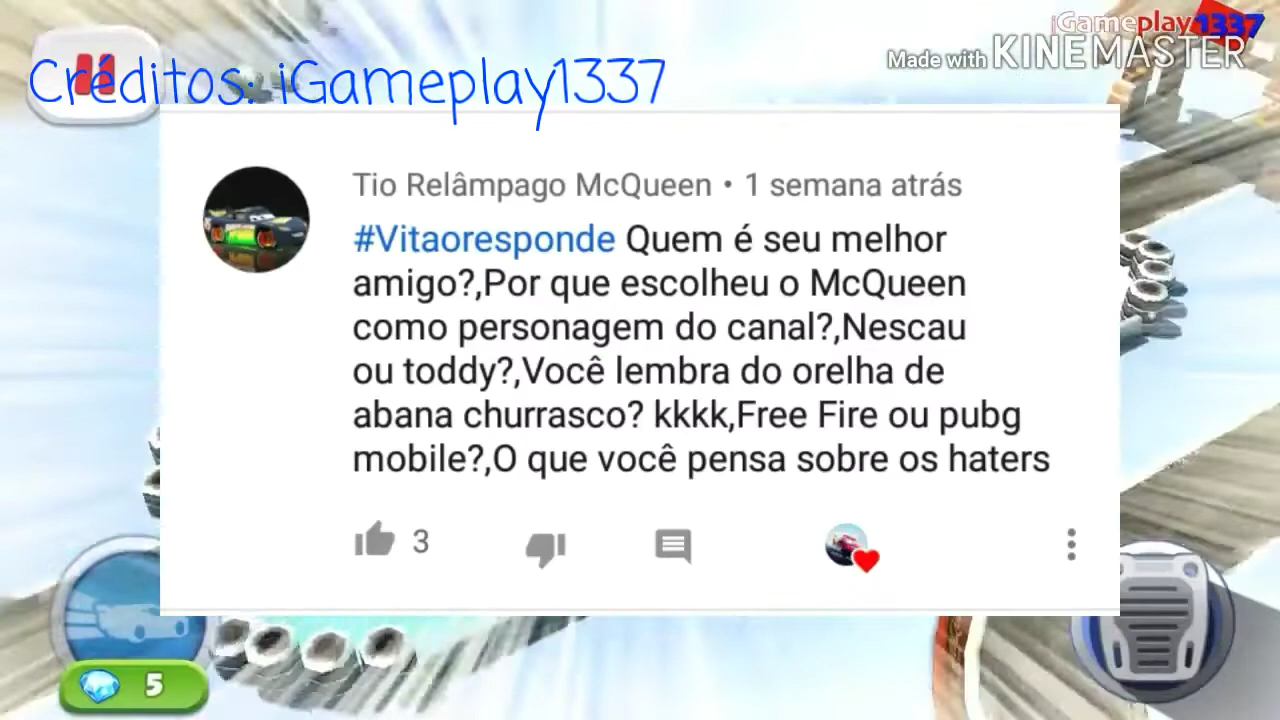 iGameplay1337
Made with KINEMASTER
Créditos: iGameplay1337
Tio Relâmpago McQueen • 1 semana atrás
#Vitaoresponde Quem é seu melhor
amigo?,Por que escolheu o McQueen
como personagem do canal?,Nescau
ou toddy?,Você lembra do orelha de
abana churrasco? kkkk,Free Fire ou pubg
mobile?,O que você pensa sobre os haters
3
5